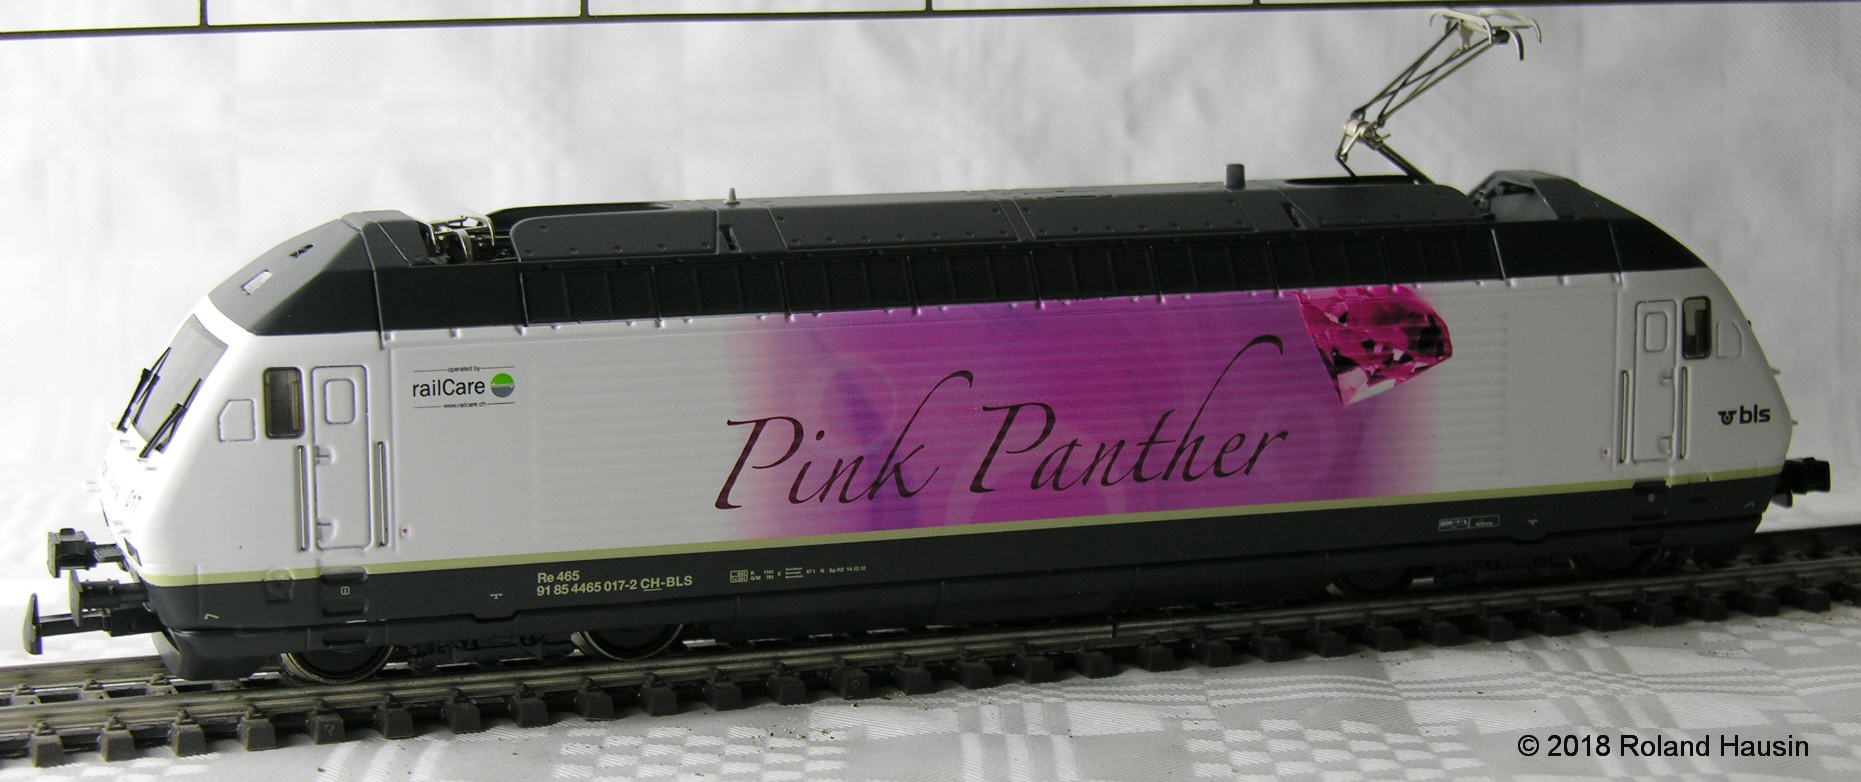 operated by
railCare
www.railcare.ch
Pink Panther
bls
017
Re 465
91 85 4465 017-2 CH-BLS
© 2018 Roland Hausin